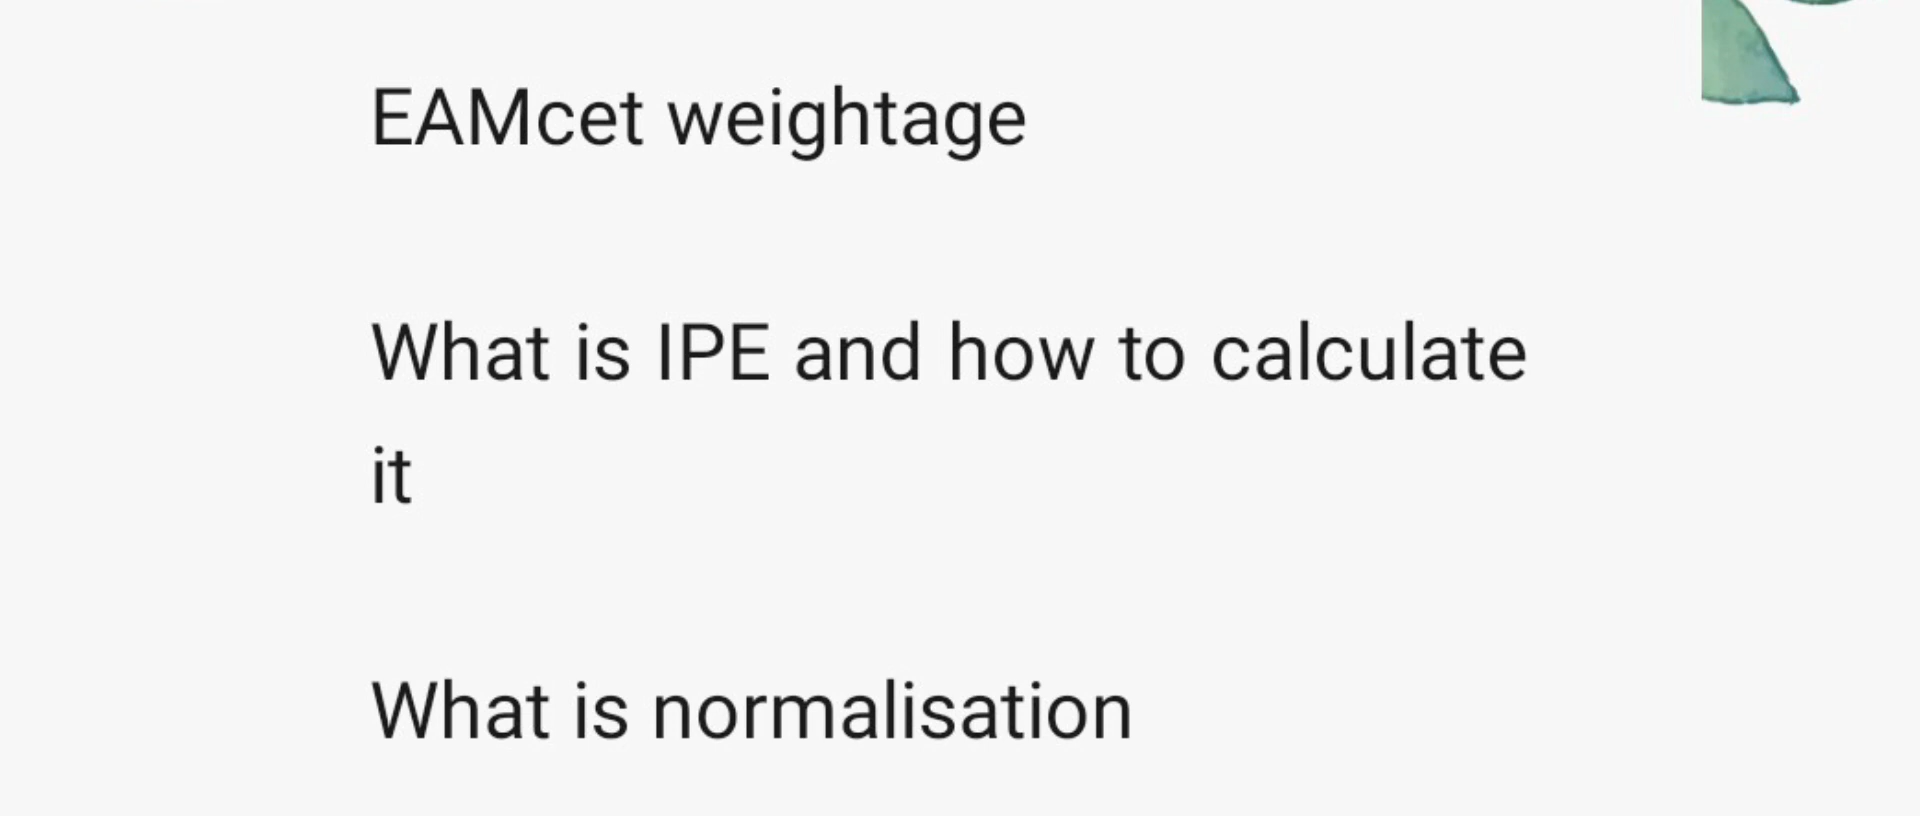 EAMcet weightage
What is IPE and how to calculate
it
What is normalisation